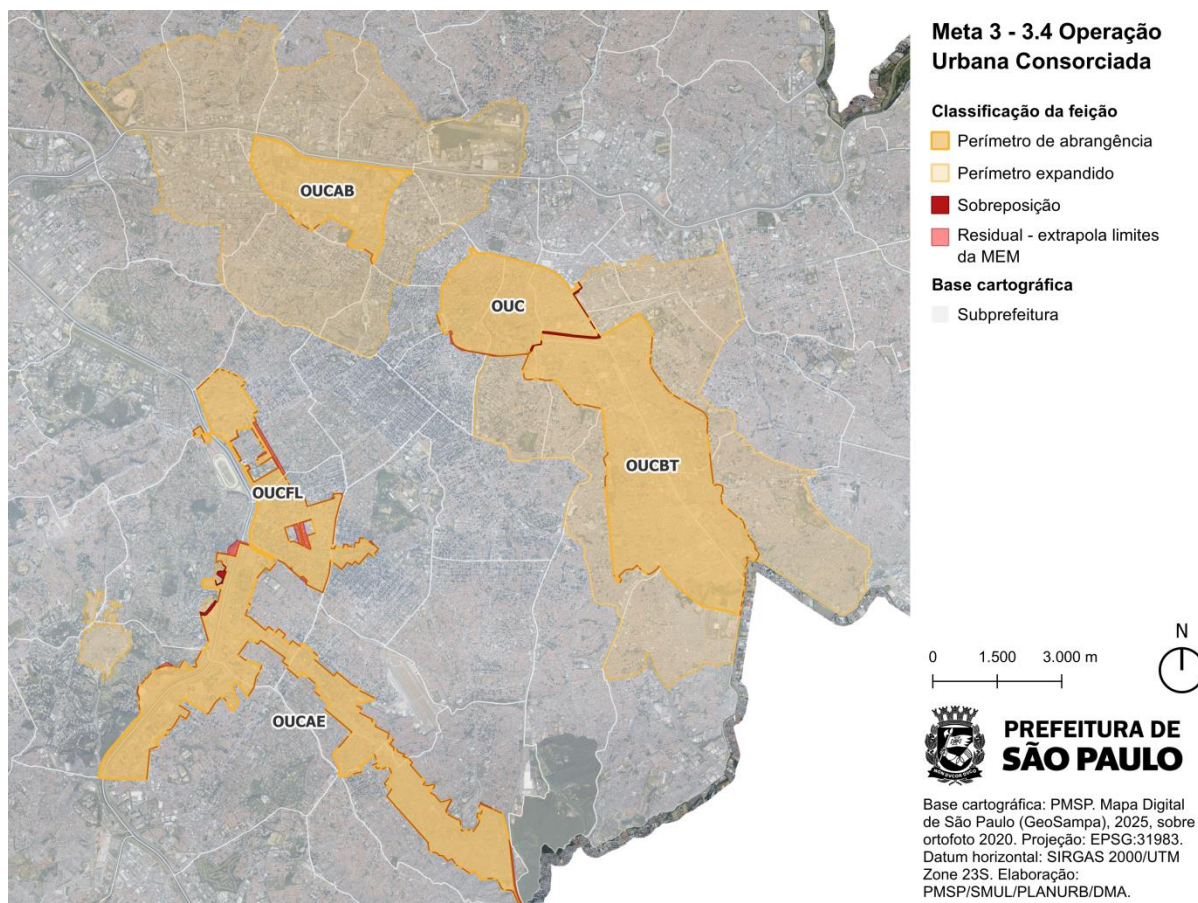 Meta 3 - 3.4 Operação
Urbana Consorciada
Classificação da feição
Perímetro de abrangência
Perímetro expandido
Sobreposição
Residual - extrapola limites
da MEM
Base cartográfica
Subprefeitura
OUCAB
OUC
OUCBT
OUCFL
OUCAE
N
0 1.500 3.000 m
PREFEITURA DE
SÃO PAULO
NON DUCOR DUCO
Base cartográfica: PMSP. Mapa Digital
de São Paulo (GeoSampa), 2025, sobre
ortofoto 2020. Projeção: EPSG:31983.
Datum horizontal: SIRGAS 2000/UTM
Zone 23S. Elaboração:
PMSP/SMUL/PLANURB/DMA.